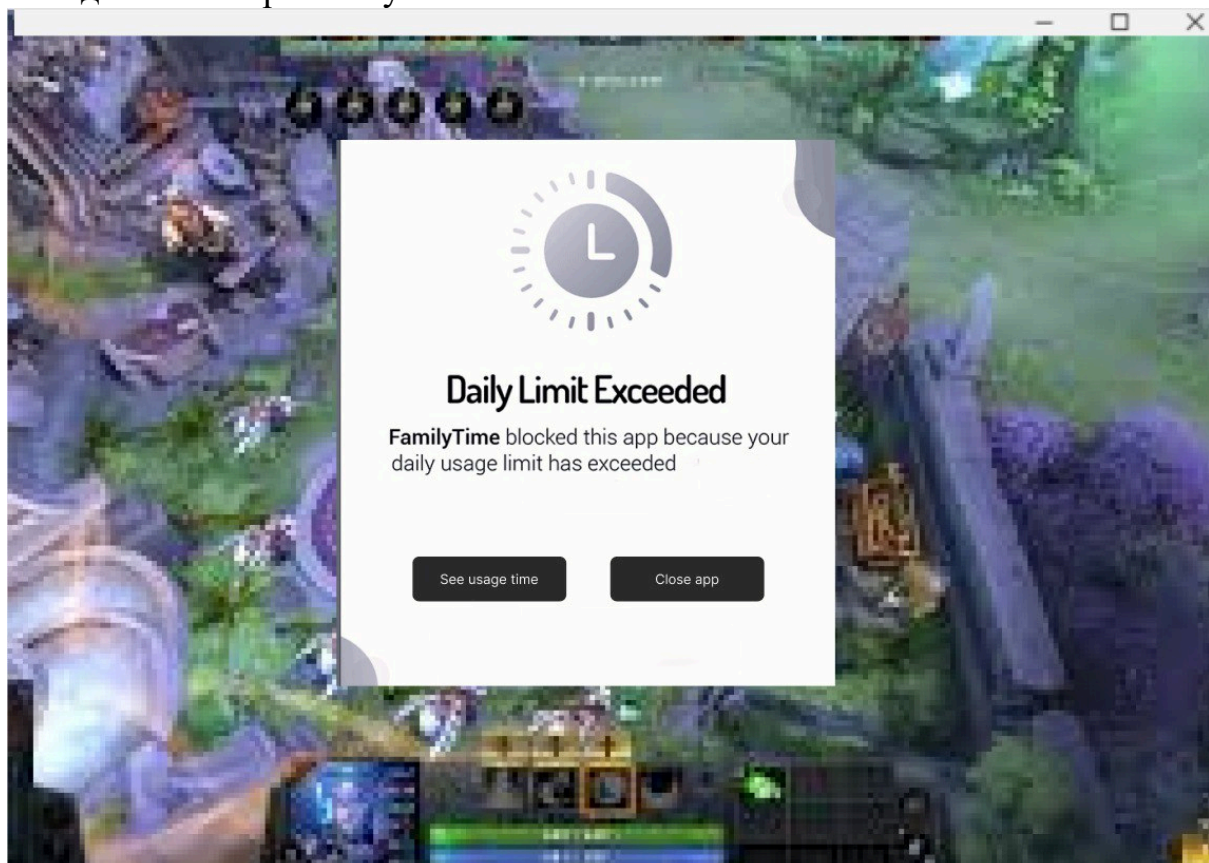 Daily Limit Exceeded
FamilyTime blocked this app because your
daily usage limit has exceeded
See usage time
Close app